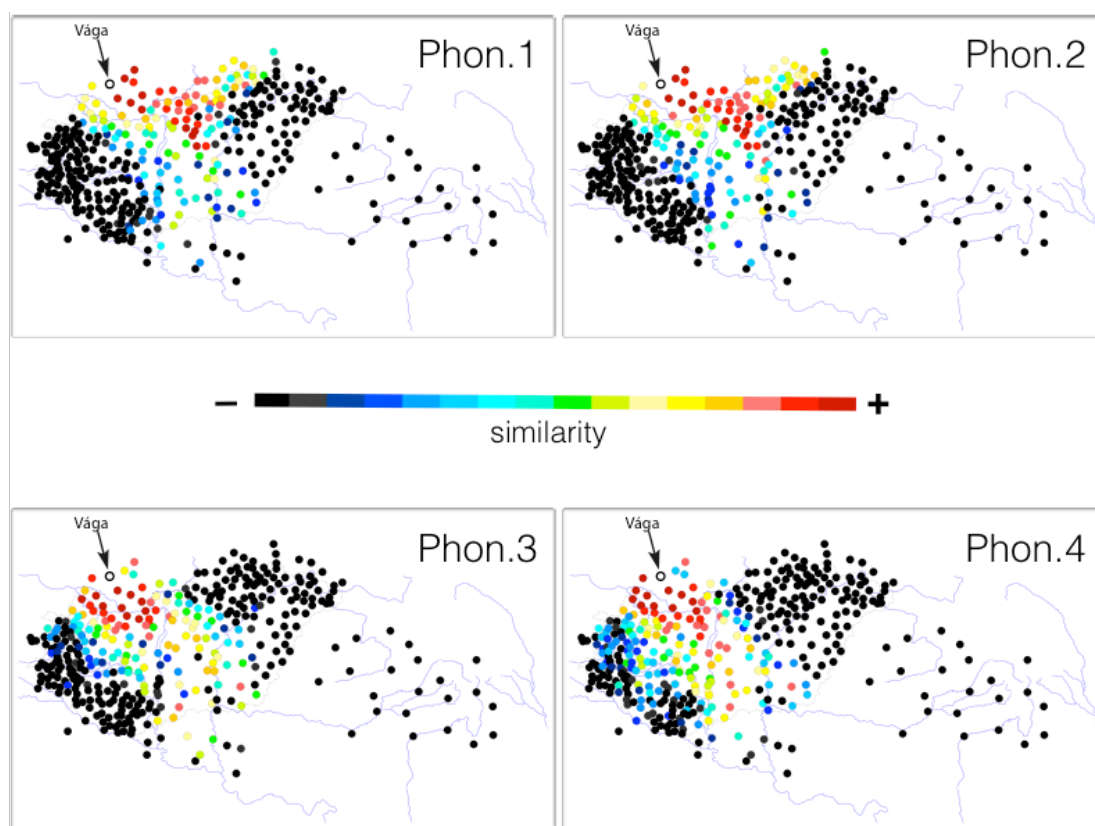 Vága
Phon.1
Vága
Phon.2
– +
similarity
Vága
Phon.3
Vága
Phon.4